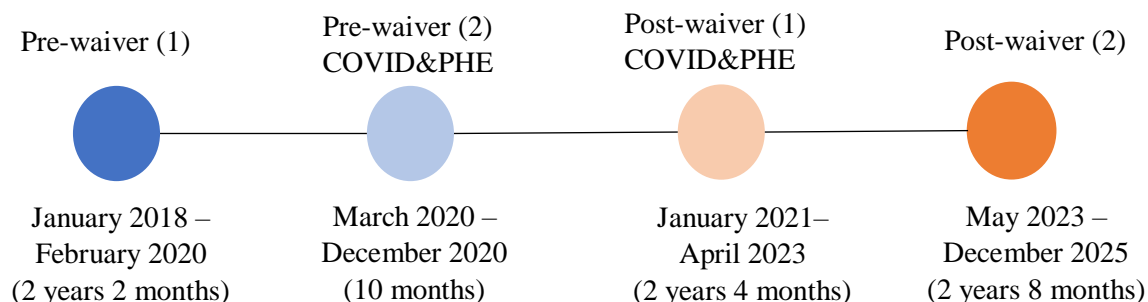 Pre-waiver (1)
Pre-waiver (2)
COVID&PHE
Post-waiver (1)
COVID&PHE
Post-waiver (2)
January 2018 –
February 2020
(2 years 2 months)
March 2020 –
December 2020
(10 months)
January 2021–
April 2023
(2 years 4 months)
May 2023 –
December 2025
(2 years 8 months)